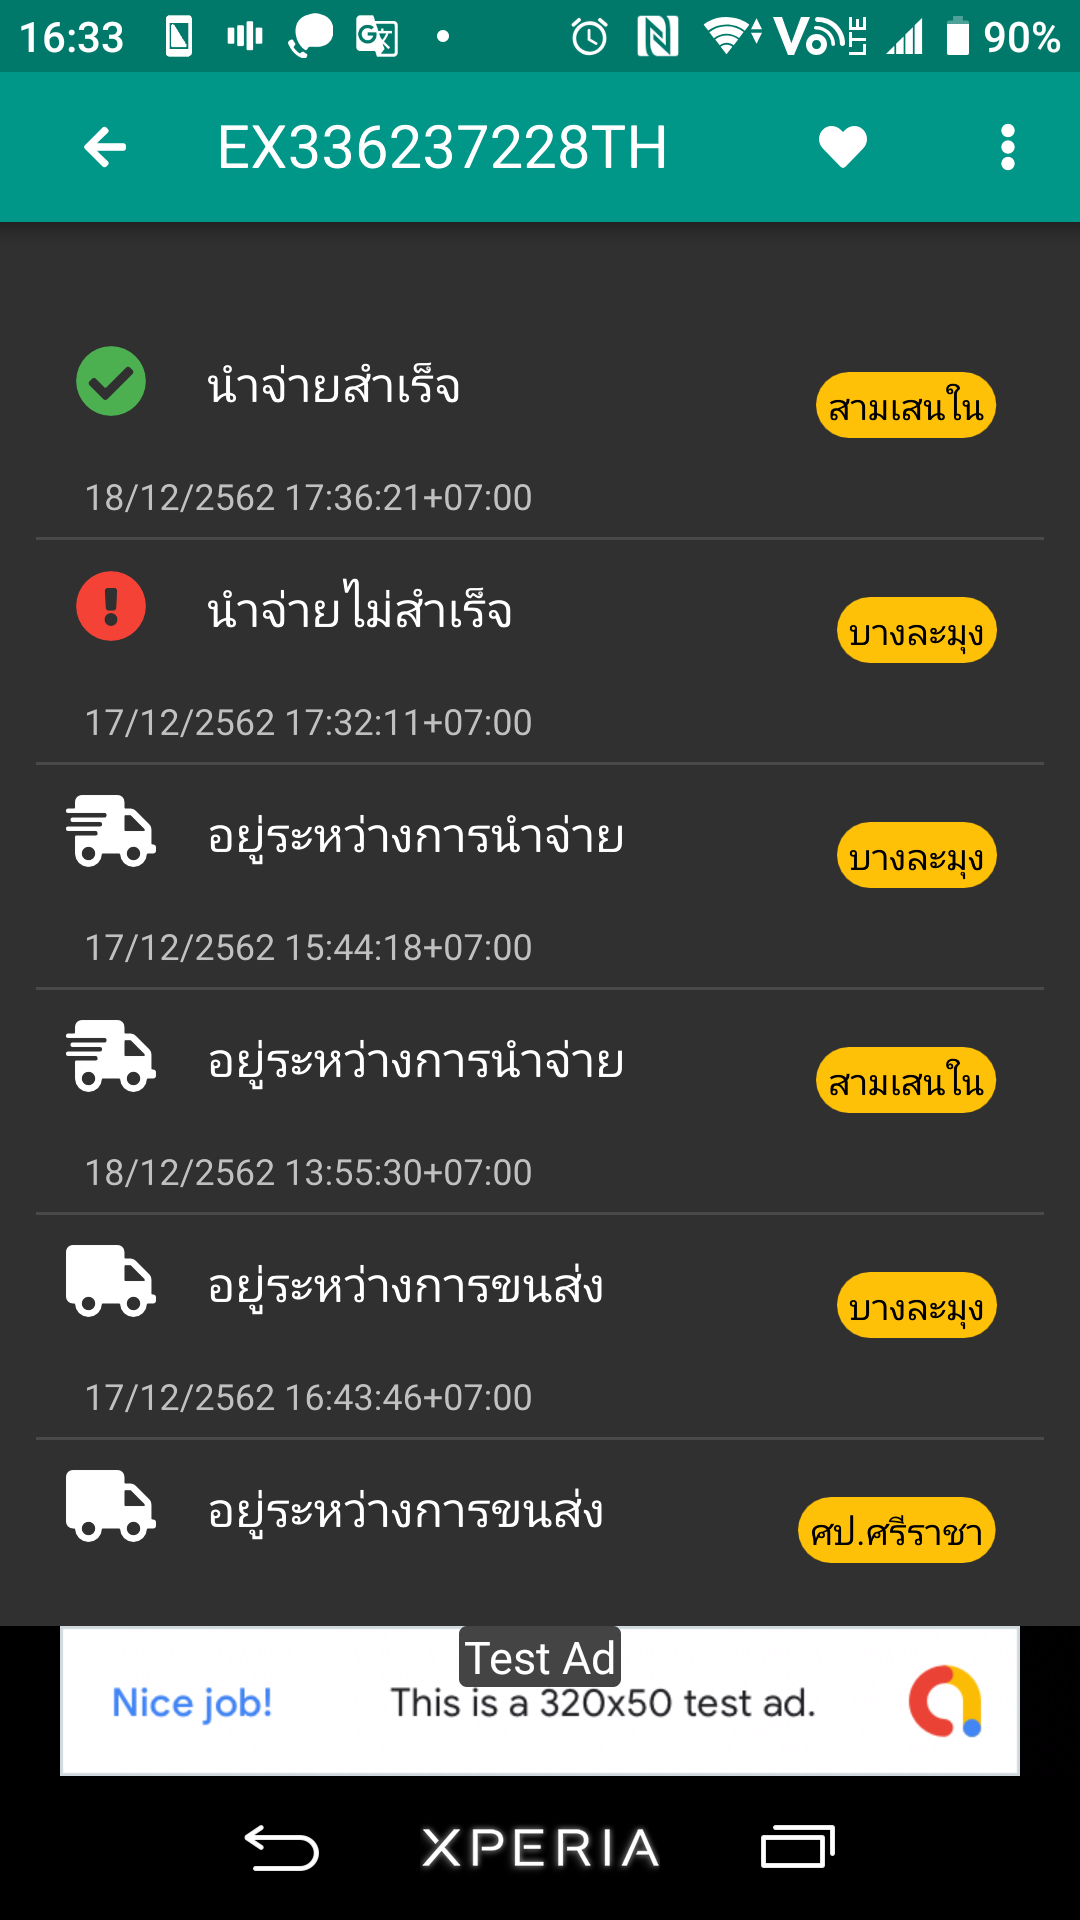 16:33
90%
EX336237228TH
นำจ่ายสำเร็จ
สามเสนใน
18/12/2562 17:36:21+07:00
นำจ่ายไม่สำเร็จ
บางละมุง
17/12/2562 17:32:11+07:00
อยู่ระหว่างการนำจ่าย
บางละมุง
17/12/2562 15:44:18+07:00
อยู่ระหว่างการนำจ่าย
สามเสนใน
18/12/2562 13:55:30+07:00
อยู่ระหว่างการขนส่ง
บางละมุง
17/12/2562 16:43:46+07:00
อยู่ระหว่างการขนส่ง
ศป.ศรีราชา
Test Ad
Nice job! This is a 320x50 test ad.
XPERIA